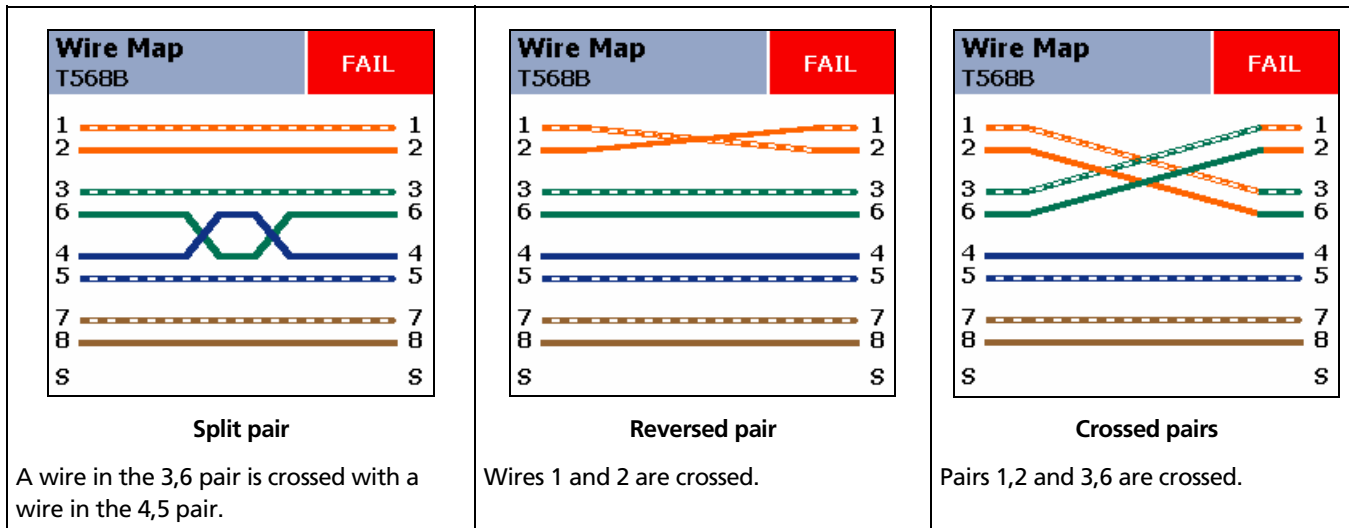 Wire Map
T568B
FAIL
1 1
2 2
3 3
6 6
4 4
5 5
7 7
8 8
S S
Split pair
A wire in the 3,6 pair is crossed with a
wire in the 4,5 pair.
Wire Map
T568B
FAIL
1 1
2 2
3 3
6 6
4 4
5 5
7 7
8 8
S S
Reversed pair
Wires 1 and 2 are crossed.
Wire Map
T568B
FAIL
1 1
2 2
3 3
6 6
4 4
5 5
7 7
8 8
S S
Crossed pairs
Pairs 1,2 and 3,6 are crossed.